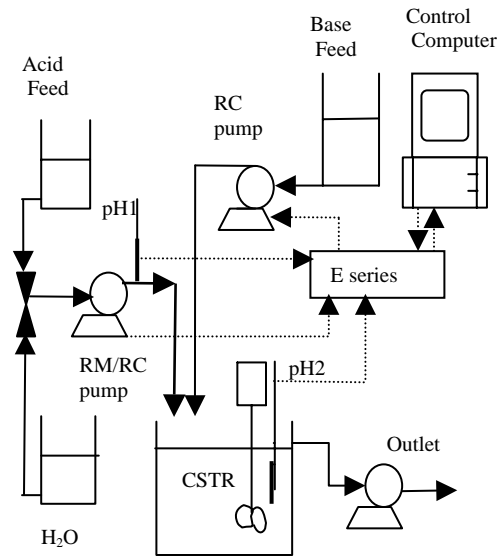 Control
Computer
Base
Feed
Acid
Feed
RC
pump
pH1
E series
RM/RC
pump
pH2
CSTR
Outlet
H₂O